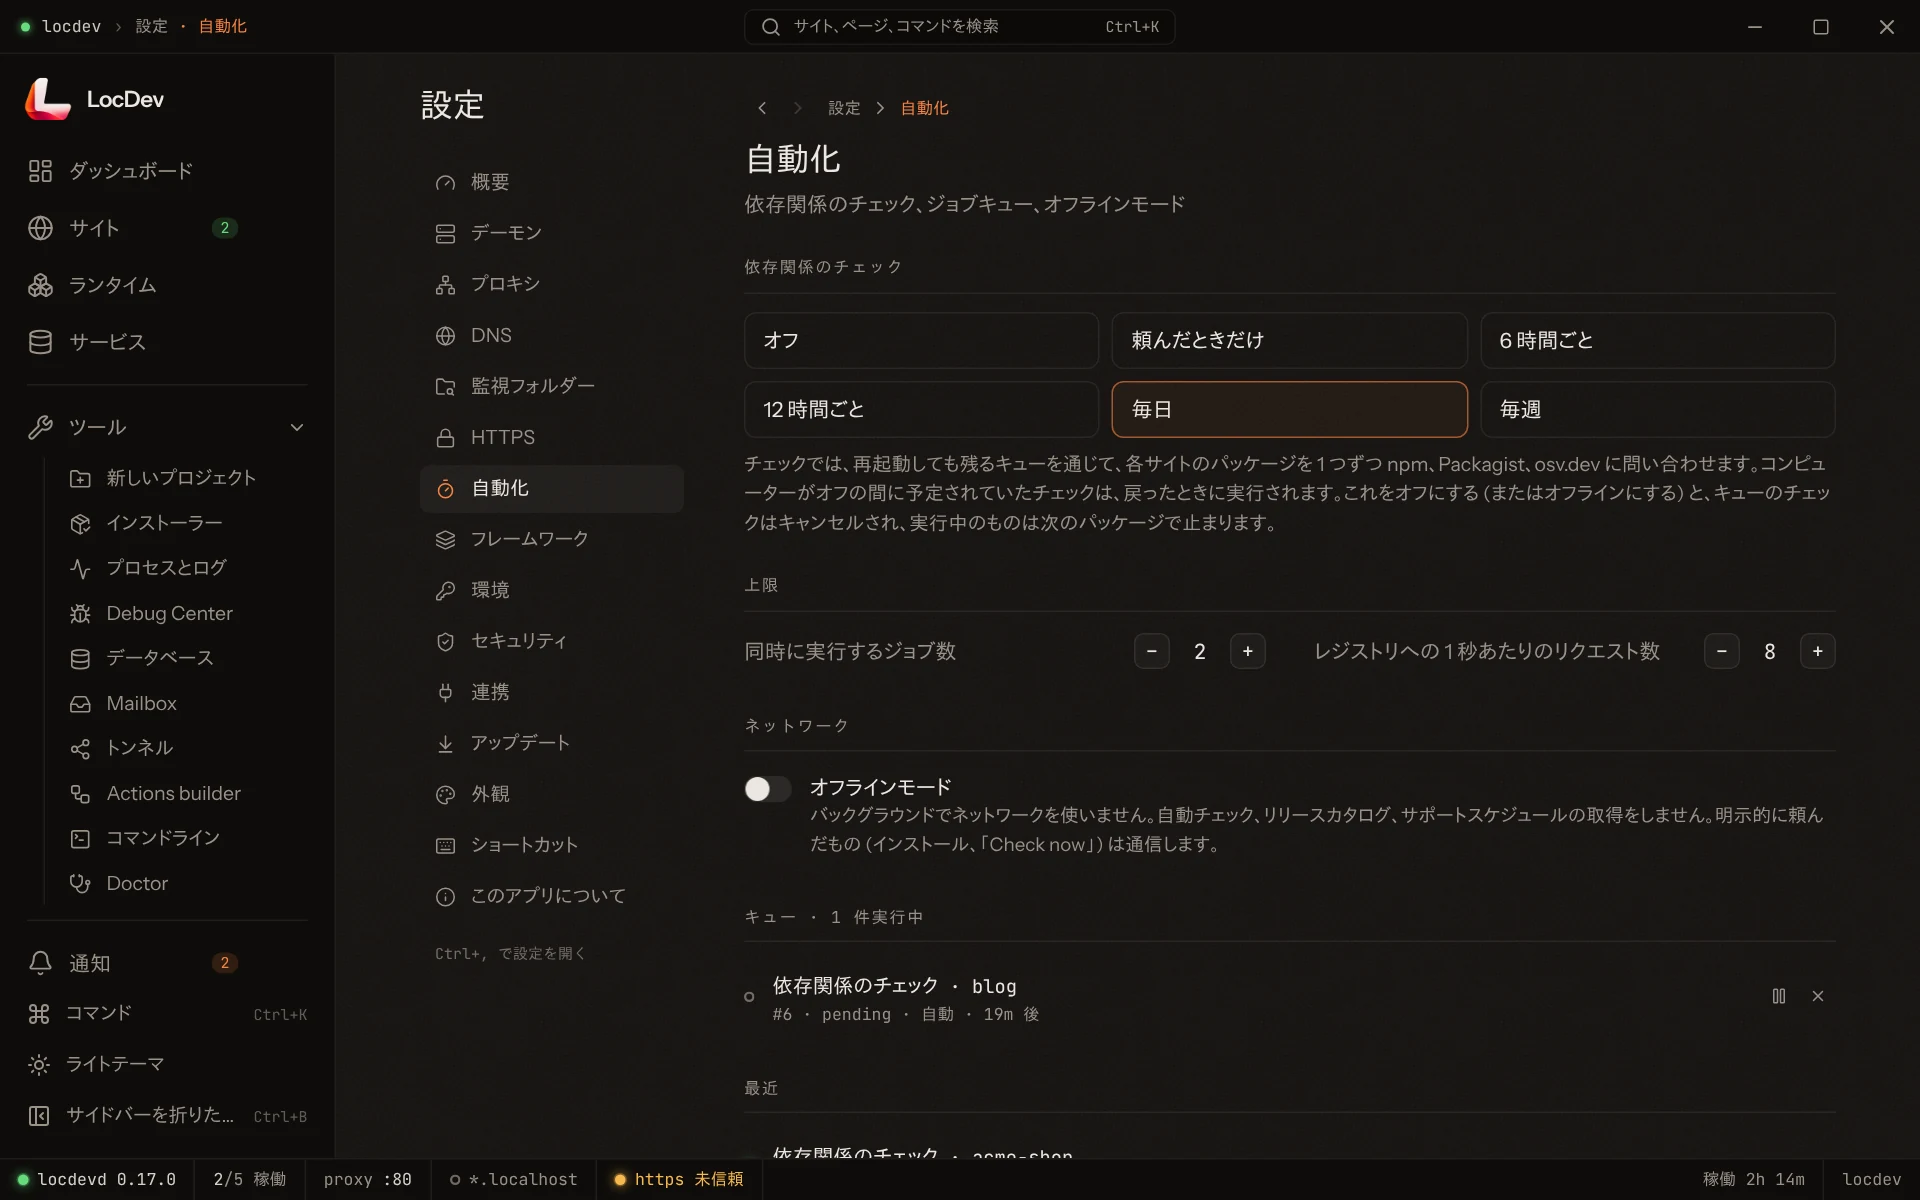 locdev › 設定 · 自動化
サイト、ページ、コマンドを検索 Ctrl+K
LocDev
ダッシュボード
サイト 2
ランタイム
サービス
ツール
新しいプロジェクト
インストーラー
プロセスとログ
Debug Center
データベース
Mailbox
トンネル
Actions builder
コマンドライン
Doctor
通知 2
コマンド Ctrl+K
ライトテーマ
サイドバーを折りた... Ctrl+B
設定
概要
デーモン
プロキシ
DNS
監視フォルダー
HTTPS
自動化
フレームワーク
環境
セキュリティ
連携
アップデート
外観
ショートカット
このアプリについて
Ctrl+, で設定を開く
設定 > 自動化
自動化
依存関係のチェック、ジョブキュー、オフラインモード
依存関係のチェック
オフ
頼んだときだけ
6 時間ごと
12 時間ごと
毎日
毎週
チェックでは、再起動しても残るキューを通じて、各サイトのパッケージを 1 つずつ npm、Packagist、osv.dev に問い合わせます。コンピュ
ーターがオフの間に予定されていたチェックは、戻ったときに実行されます。これをオフにする (またはオフラインにする) と、キューのチェッ
クはキャンセルされ、実行中のものは次のパッケージで止まります。
上限
同時に実行するジョブ数 − 2 +
レジストリへの 1 秒あたりのリクエスト数 − 8 +
ネットワーク
オフラインモード
バックグラウンドでネットワークを使いません。自動チェック、リリースカタログ、サポートスケジュールの取得をしません。明示的に頼ん
だもの (インストール、「Check now」) は通信します。
キュー · 1 件実行中
依存関係のチェック · blog
#6 · pending · 自動 · 19m 後
最近
依存関係のチェック · acme-shop
locdevd 0.17.0
2/5 稼働
proxy :80
*.localhost
https 未信頼
稼働 2h 14m
locdev